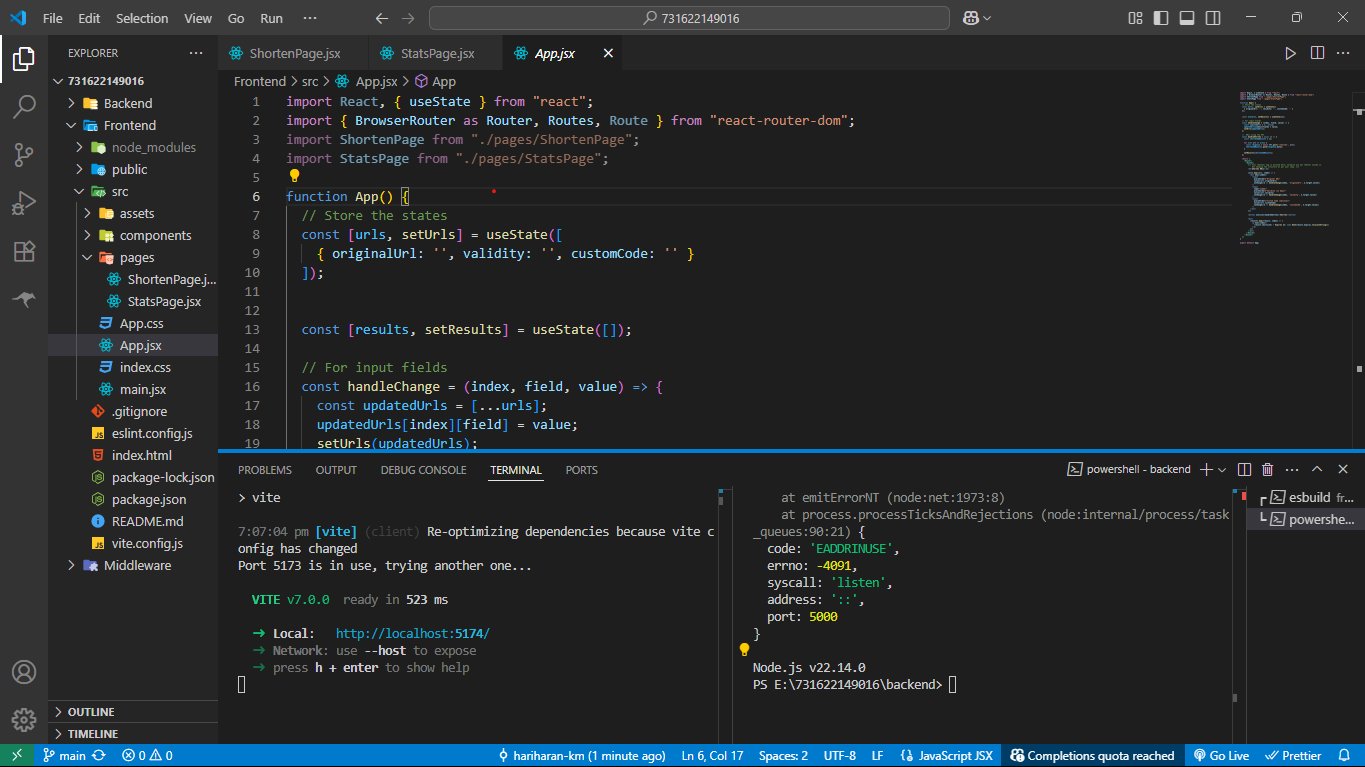 File Edit Selection View Go Run ··· 731622149016
EXPLORER ···
731622149016
Backend
Frontend
node_modules
public
src
assets
components
pages
ShortenPage.j...
StatsPage.jsx
App.css
App.jsx
index.css
main.jsx
.gitignore
eslint.config.js
index.html
package-lock.json
package.json
README.md
vite.config.js
Middleware
OUTLINE
TIMELINE
ShortenPage.jsx StatsPage.jsx App.jsx
Frontend > src > App.jsx > App
1 import React, { useState } from "react";
2 import { BrowserRouter as Router, Routes, Route } from "react-router-dom";
3 import ShortenPage from "./pages/ShortenPage";
4 import StatsPage from "./pages/StatsPage";
5
6 function App() {
7 // Store the states
8 const [urls, setUrls] = useState([
9 { originalUrl: '', validity: '', customCode: '' }
10 ]);
11
12
13 const [results, setResults] = useState([]);
14
15 // For input fields
16 const handleChange = (index, field, value) => {
17 const updatedUrls = [...urls];
18 updatedUrls[index][field] = value;
19 setUrls(updatedUrls);
PROBLEMS OUTPUT DEBUG CONSOLE TERMINAL PORTS powershell - backend
> vite
7:07:04 pm [vite] (client) Re-optimizing dependencies because vite c
onfig has changed
Port 5173 is in use, trying another one...
VITE v7.0.0 ready in 523 ms
➜ Local: http://localhost:5174/
➜ Network: use --host to expose
➜ press h + enter to show help
at emitErrorNT (node:net:1973:8)
at process.processTicksAndRejections (node:internal/process/task
_queues:90:21) {
code: 'EADDRINUSE',
errno: -4091,
syscall: 'listen',
address: '::',
port: 5000
}
Node.js v22.14.0
PS E:\731622149016\backend>
esbuild fr...
powershe...
main 0 0 hariharan-km (1 minute ago) Ln 6, Col 17 Spaces: 2 UTF-8 LF JavaScript JSX Completions quota reached Go Live Prettier